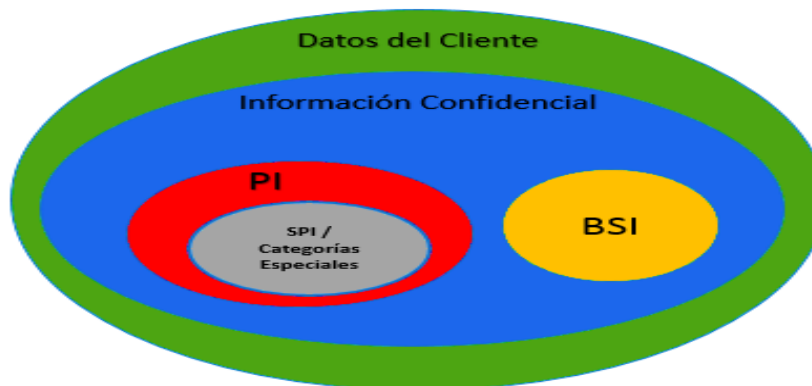 Datos del Cliente
Información Confidencial
PI
SPI /
Categorías
Especiales
BSI